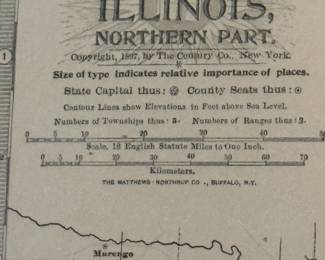 ILLINOIS,
NORTHERN PART.
Copyright, 1897, by The Century Co., New York.
Size of type indicates relative importance of places.
State Capital thus: County Seats thus:
Contour Lines show Elevations in Feet above Sea Level.
Numbers of Townships thus: 3. Numbers of Ranges thus: 2.
0 5 10 20 30 40 50
Scale, 18 English Statute Miles to One Inch.
0 5 10 20 30 40 50 60 70
Kilometers.
THE MATTHEWS-NORTHRUP CO., BUFFALO, N.Y.
Marengo
1